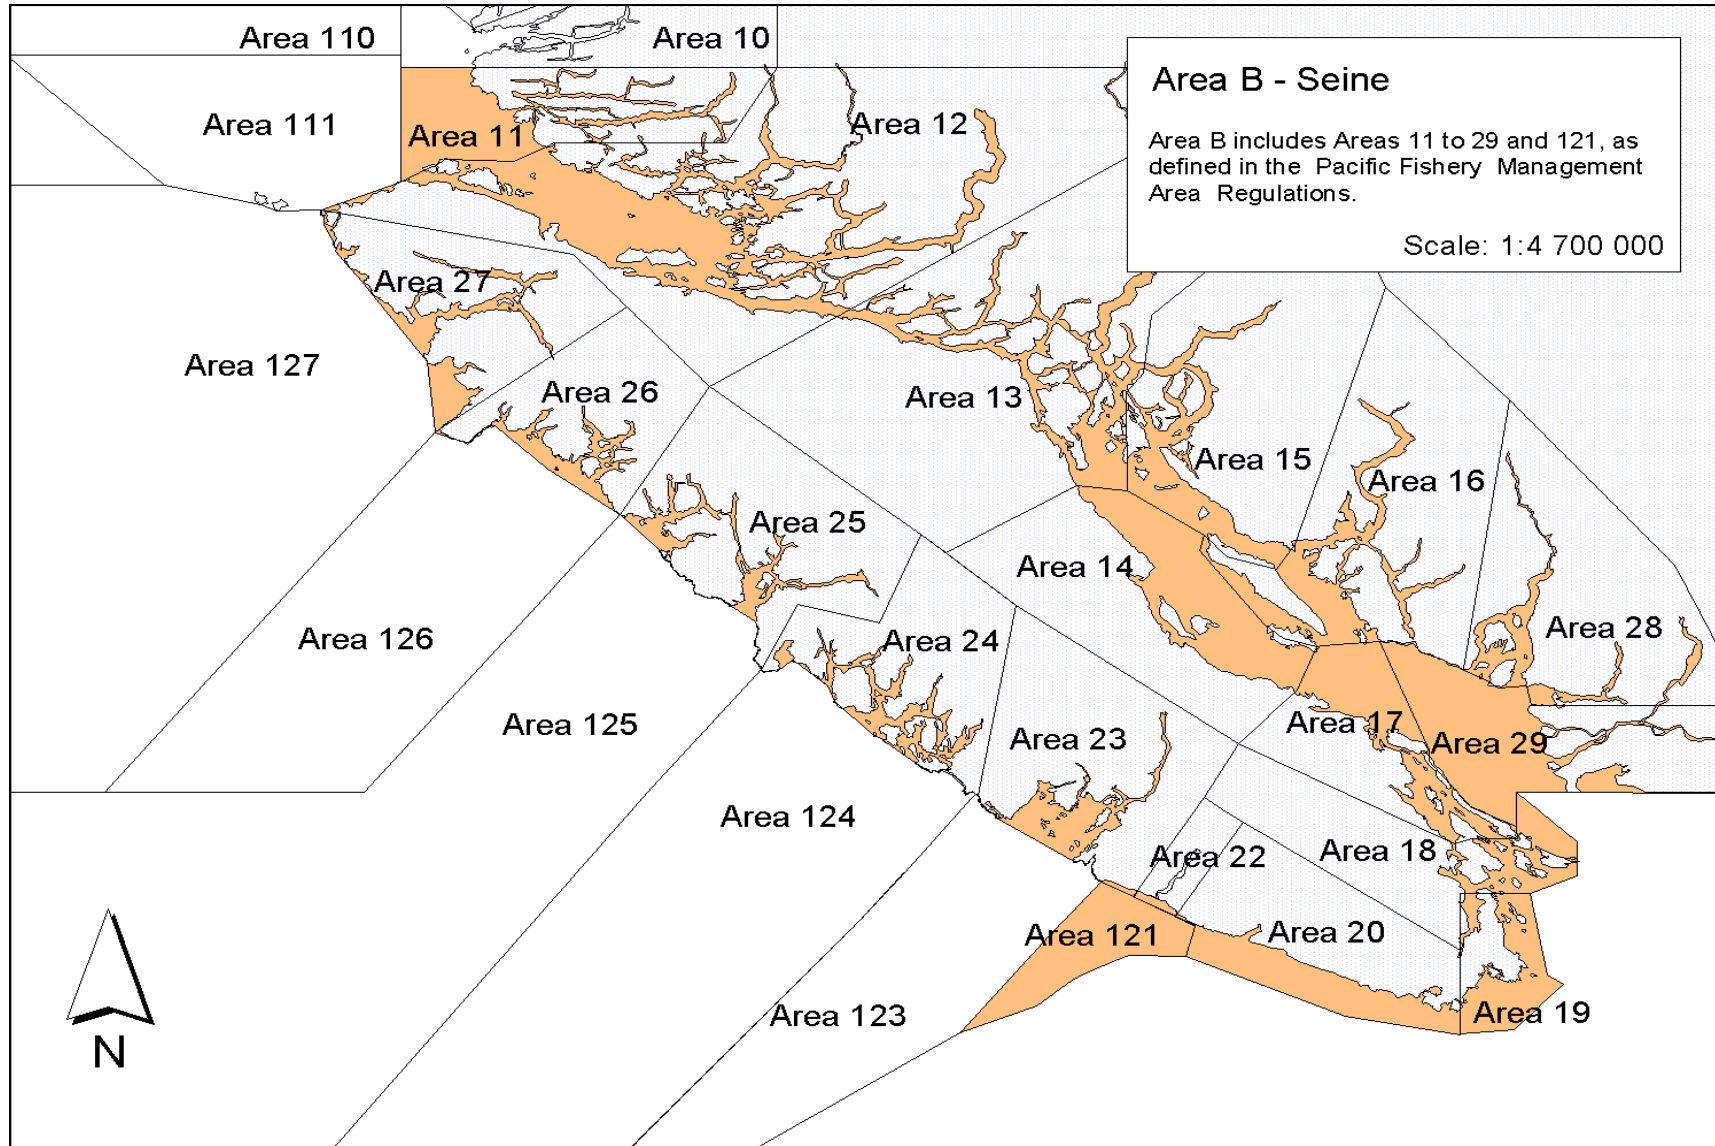 Area 110
Area 10
Area B - Seine
Area 111
Area 11
Area 12
Area B includes Areas 11 to 29 and 121, as
defined in the Pacific Fishery Management
Area Regulations.
Scale: 1:4 700 000
Area 27
Area 127
Area 26
Area 13
Area 15
Area 16
Area 25
Area 14
Area 126
Area 24
Area 28
Area 125
Area 23
Area 17
Area 29
Area 124
Area 22
Area 18
Area 121
Area 20
Area 123
Area 19
N